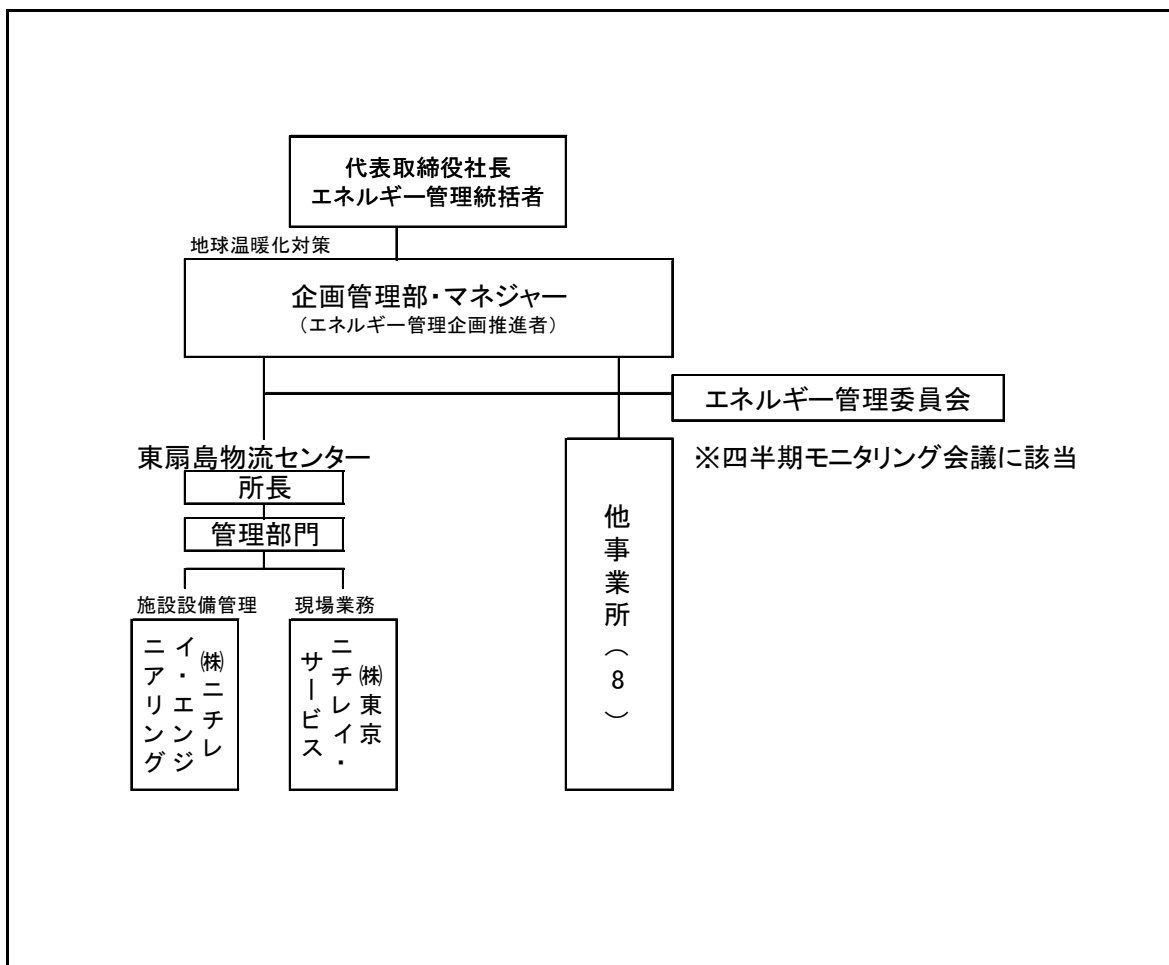 代表取締役社長
エネルギー管理統括者
地球温暖化対策
企画管理部・マネジャー
（エネルギー管理企画推進者）
エネルギー管理委員会
※四半期モニタリング会議に該当
東扇島物流センター
所長
管理部門
施設設備管理
㈱ニチレ
イ・エンジ
ニアリング
現場業務
㈱東京
ニチレイ・
サービス
他事業所（8）